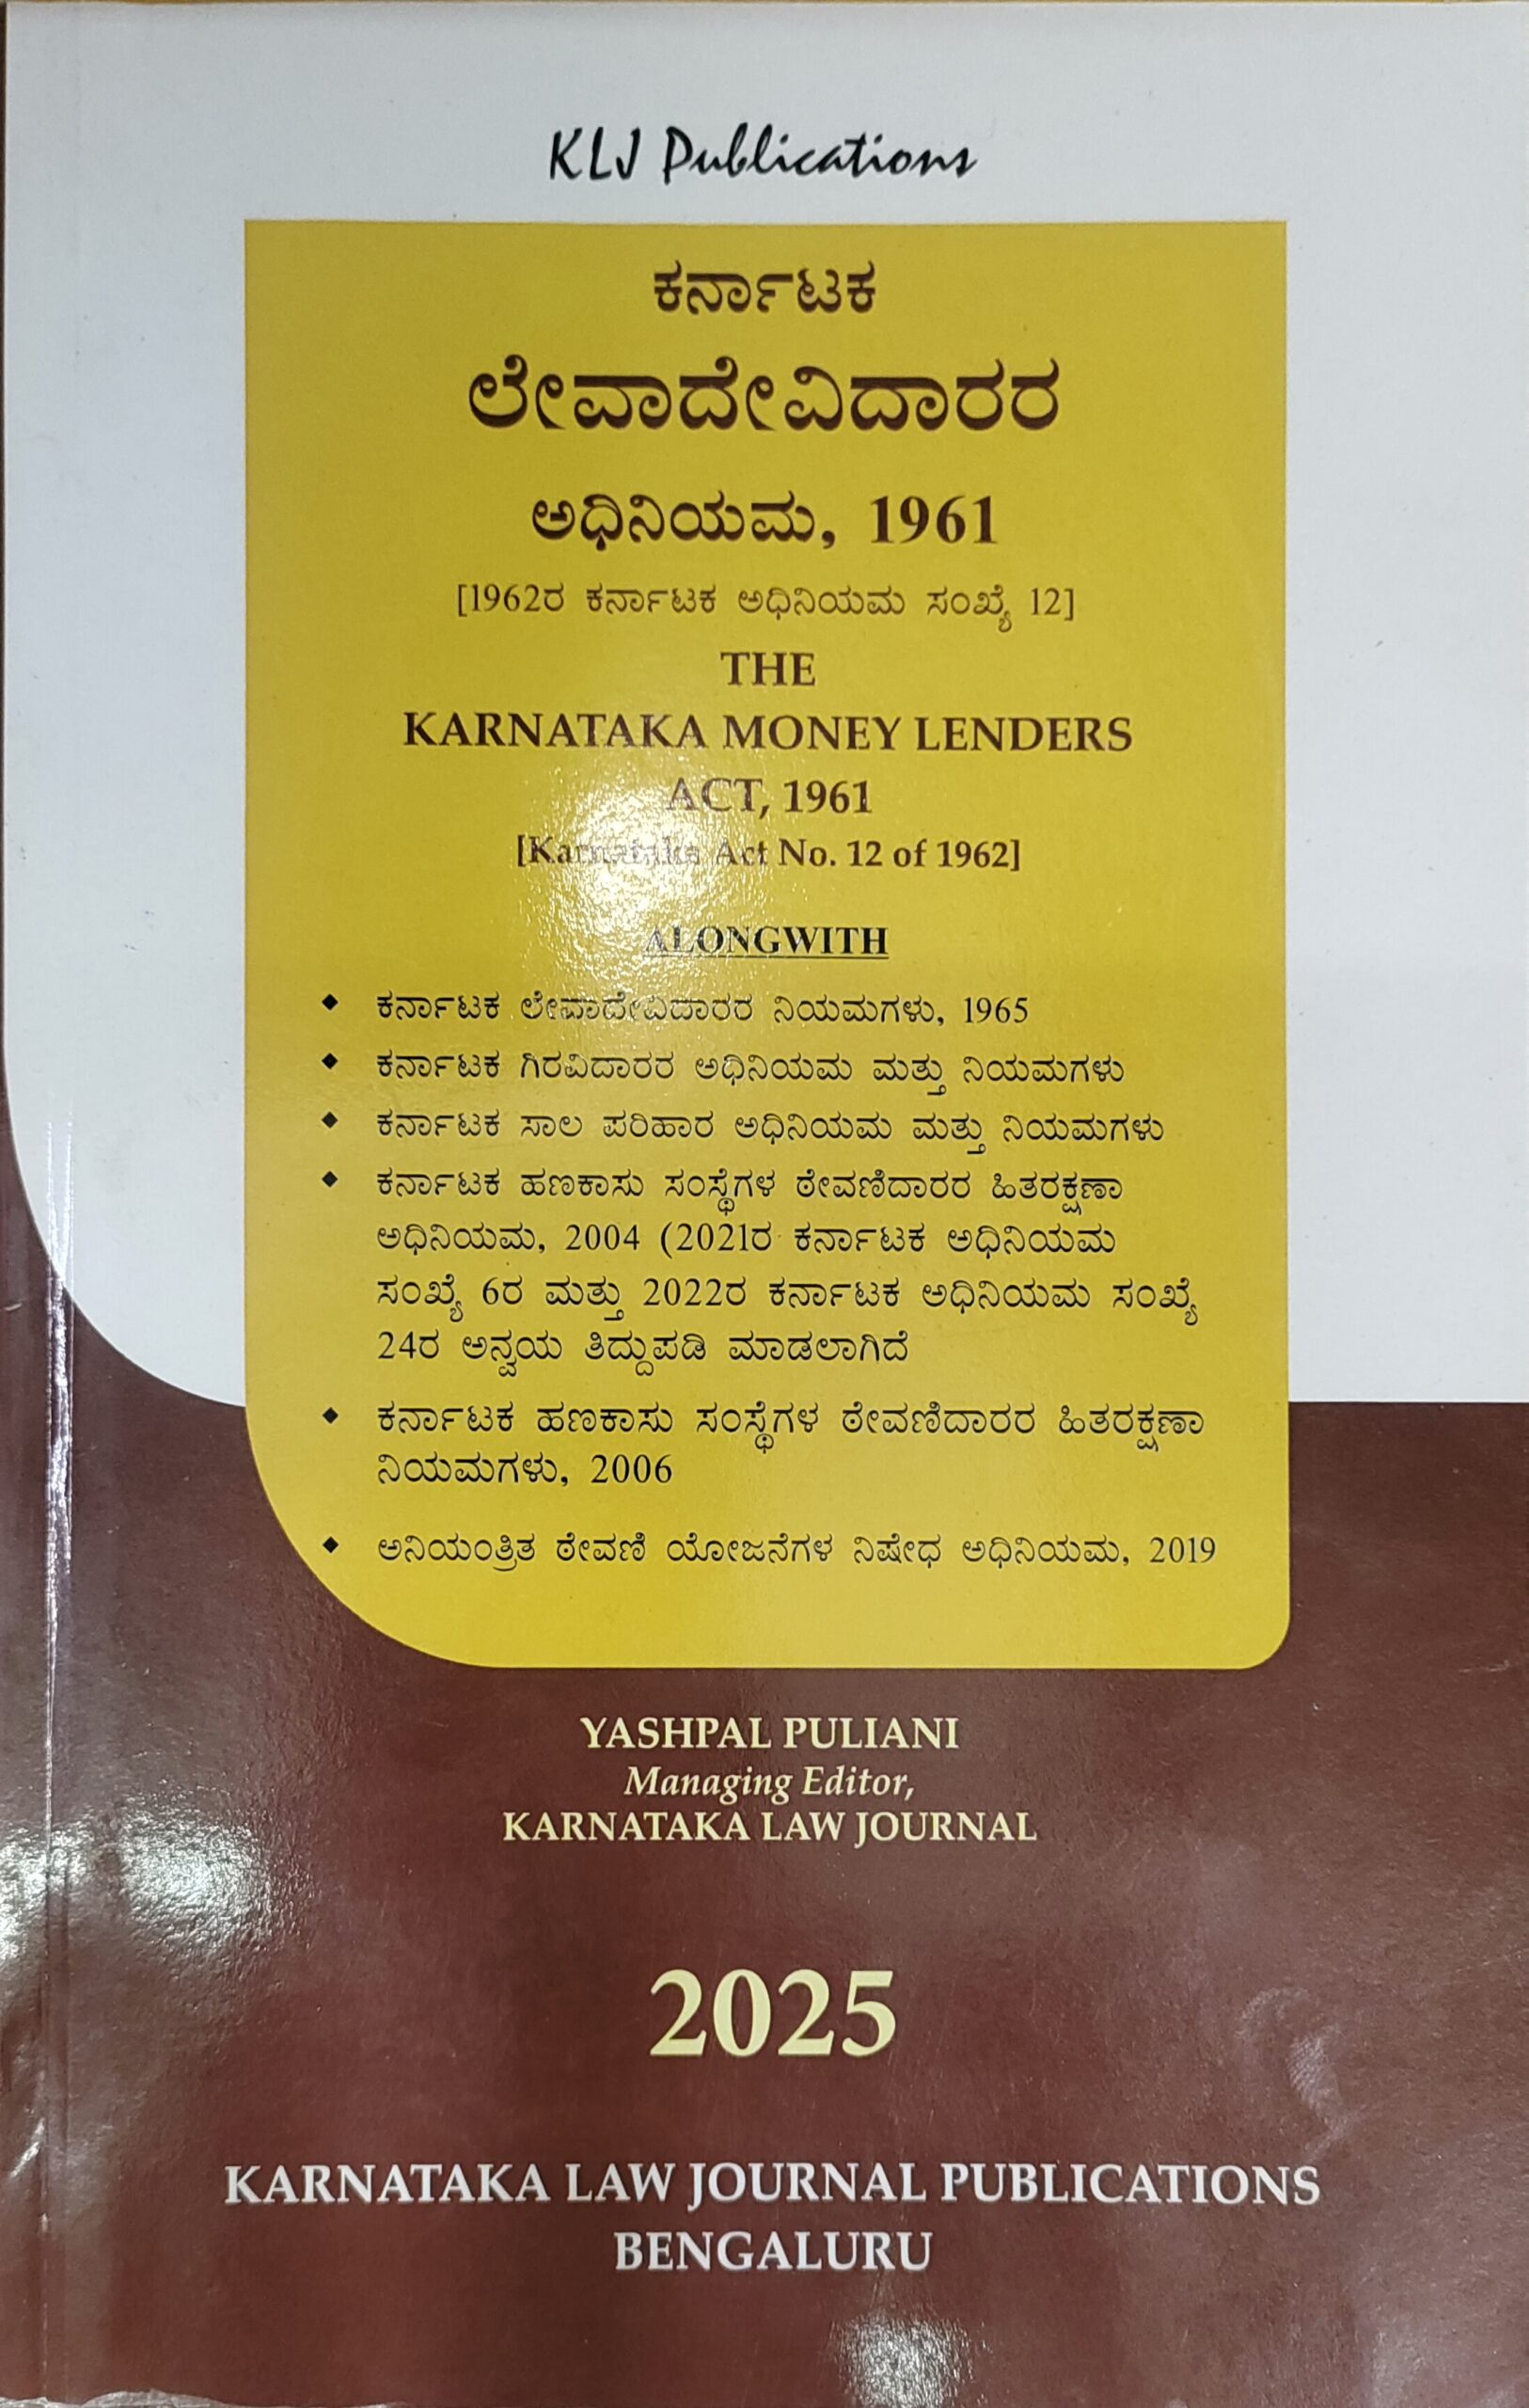 KLJ Publications
ಕರ್ನಾಟಕ
ಲೇವಾದೇವಿದಾರರ
ಅಧಿನಿಯಮ, 1961
[1962ರ ಕರ್ನಾಟಕ ಅಧಿನಿಯಮ ಸಂಖ್ಯೆ 12]
THE
KARNATAKA MONEY LENDERS
ACT, 1961
[Karnataka Act No. 12 of 1962]
ALONGWITH
◆ ಕರ್ನಾಟಕ ಲೇವಾದೇವಿದಾರರ ನಿಯಮಗಳು, 1965
◆ ಕರ್ನಾಟಕ ಗಿರವಿದಾರರ ಅಧಿನಿಯಮ ಮತ್ತು ನಿಯಮಗಳು
◆ ಕರ್ನಾಟಕ ಸಾಲ ಪರಿಹಾರ ಅಧಿನಿಯಮ ಮತ್ತು ನಿಯಮಗಳು
◆ ಕರ್ನಾಟಕ ಹಣಕಾಸು ಸಂಸ್ಥೆಗಳ ಠೇವಣಿದಾರರ ಹಿತರಕ್ಷಣಾ
ಅಧಿನಿಯಮ, 2004 (2021ರ ಕರ್ನಾಟಕ ಅಧಿನಿಯಮ
ಸಂಖ್ಯೆ 6ರ ಮತ್ತು 2022ರ ಕರ್ನಾಟಕ ಅಧಿನಿಯಮ ಸಂಖ್ಯೆ
24ರ ಅನ್ವಯ ತಿದ್ದುಪಡಿ ಮಾಡಲಾಗಿದೆ
◆ ಕರ್ನಾಟಕ ಹಣಕಾಸು ಸಂಸ್ಥೆಗಳ ಠೇವಣಿದಾರರ ಹಿತರಕ್ಷಣಾ
ನಿಯಮಗಳು, 2006
◆ ಅನಿಯಂತ್ರಿತ ಠೇವಣಿ ಯೋಜನೆಗಳ ನಿಷೇಧ ಅಧಿನಿಯಮ, 2019
YASHPAL PULIANI
Managing Editor,
KARNATAKA LAW JOURNAL
2025
KARNATAKA LAW JOURNAL PUBLICATIONS
BENGALURU